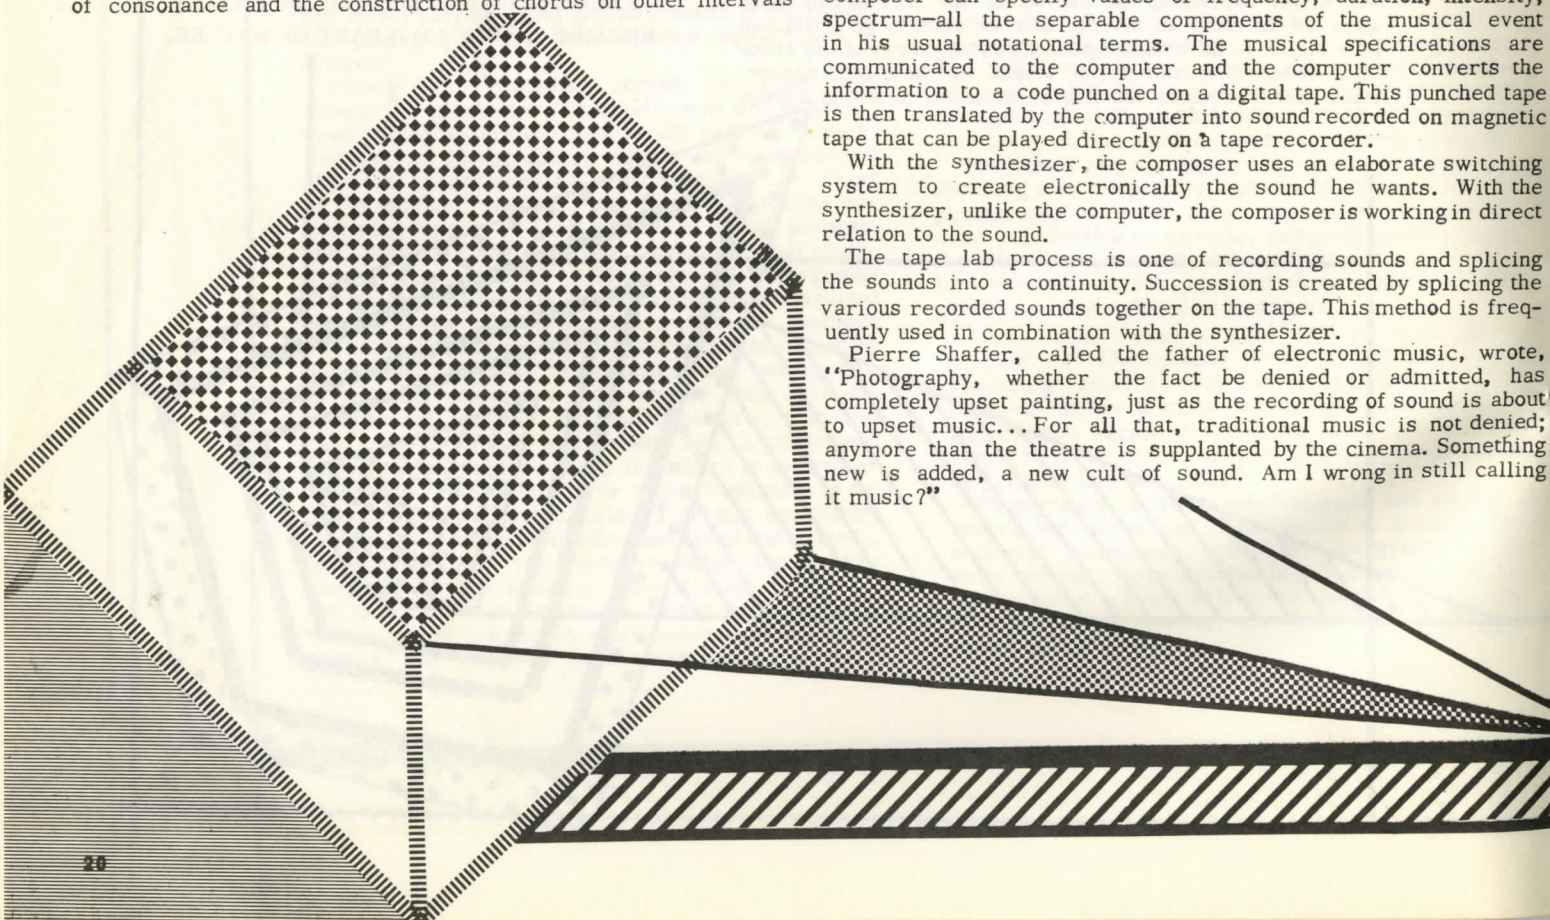 of consonance and the construction of chords on other intervals
composer can specify values of frequency, duration, intensity,
spectrum—all the separable components of the musical event
in his usual notational terms. The musical specifications are
communicated to the computer and the computer converts the
information to a code punched on a digital tape. This punched tape
is then translated by the computer into sound recorded on magnetic
tape that can be played directly on a tape recorder.
With the synthesizer, the composer uses an elaborate switching
system to create electronically the sound he wants. With the
synthesizer, unlike the computer, the composer is working in direct
relation to the sound.
The tape lab process is one of recording sounds and splicing
the sounds into a continuity. Succession is created by splicing the
various recorded sounds together on the tape. This method is freq-
uently used in combination with the synthesizer.
Pierre Shaffer, called the father of electronic music, wrote,
“Photography, whether the fact be denied or admitted, has
completely upset painting, just as the recording of sound is about
to upset music... For all that, traditional music is not denied;
anymore than the theatre is supplanted by the cinema. Something
new is added, a new cult of sound. Am I wrong in still calling
it music?”
20